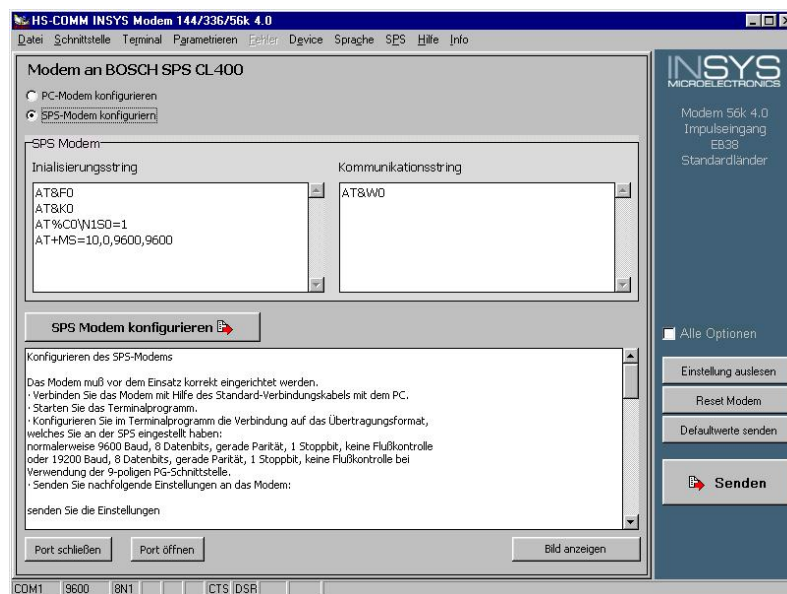 HS-COMM INSYS Modem 144/336/56k 4.0
Datei Schnittstelle Terminal Parametrieren Fehler Device Sprache SPS Hilfe Info
Modem an BOSCH SPS CL400
PC-Modem konfigurieren
SPS-Modem konfiguriern
SPS Modem
Inialisierungsstring
AT&F0
AT&K0
AT%C0\N1S0=1
AT+MS=10,0,9600,9600
Kommunikationsstring
AT&W0
SPS Modem konfigurieren
Konfigurieren des SPS-Modems
Das Modem muß vor dem Einsatz korrekt eingerichtet werden.
· Verbinden Sie das Modem mit Hilfe des Standard-Verbindungskabels mit dem PC.
· Starten Sie das Terminalprogramm.
· Konfigurieren Sie im Terminalprogramm die Verbindung auf das Übertragungsformat,
welches Sie an der SPS eingestellt haben:
normalerweise 9600 Baud, 8 Datenbits, gerade Parität, 1 Stoppbit, keine Flußkontrolle
oder 19200 Baud, 8 Datenbits, gerade Parität, 1 Stoppbit, keine Flußkontrolle bei
Verwendung der 9-poligen PG-Schnittstelle.
· Senden Sie nachfolgende Einstellungen an das Modem:
senden Sie die Einstellungen
Port schließen
Port öffnen
Bild anzeigen
INSYS
MICROELECTRONICS
Modem 56k 4.0
Impulseingang
EB38
Standardländer
Alle Optionen
Einstellung auslesen
Reset Modem
Defaultwerte senden
Senden
COM1 9600 8N1 CTS DSR